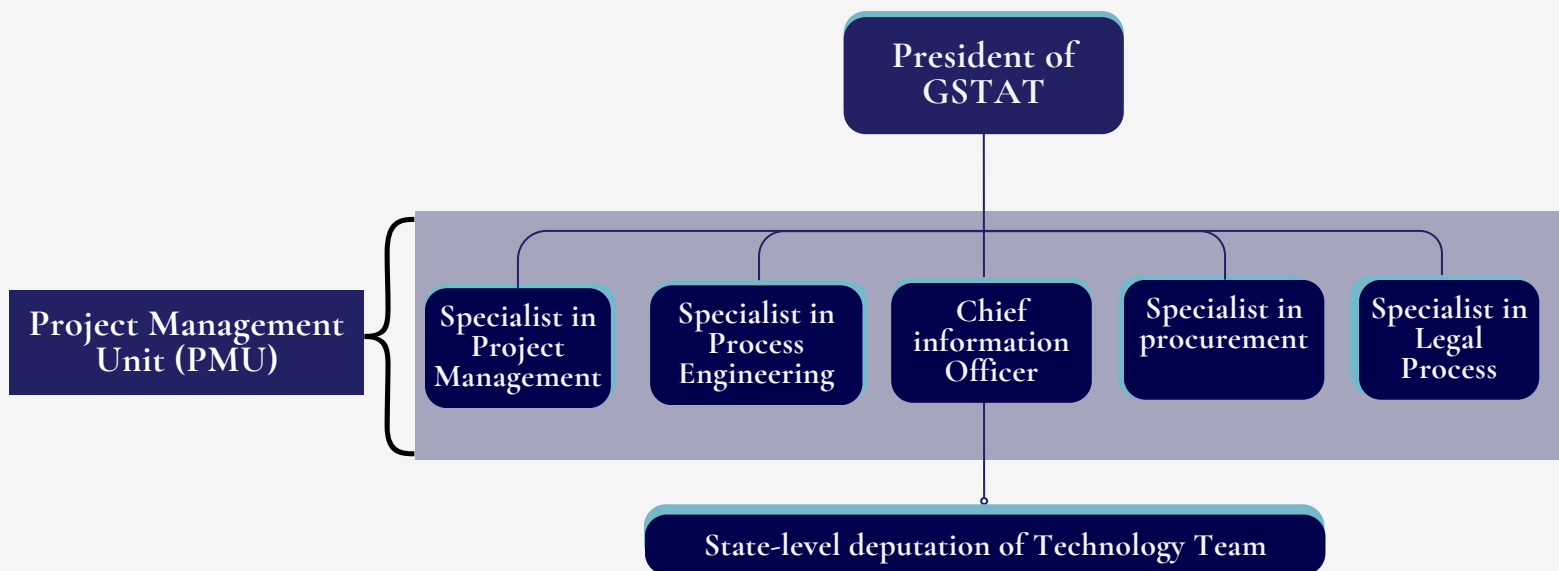 President of
GSTAT
Project Management
Unit (PMU)
Specialist in
Project
Management
Specialist in
Process
Engineering
Chief
information
Officer
Specialist in
procurement
Specialist in
Legal
Process
State-level deputation of Technology Team